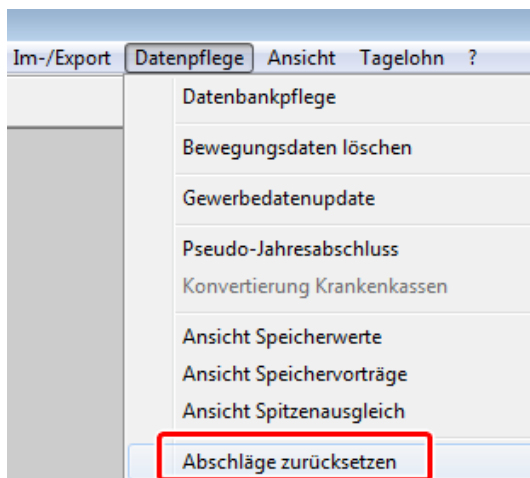 Im-/Export Datenpflege Ansicht Tagelohn ?
Datenbankpflege
Bewegungsdaten löschen
Gewerbedatenupdate
Pseudo-Jahresabschluss
Konvertierung Krankenkassen
Ansicht Speicherwerte
Ansicht Speichervorträge
Ansicht Spitzenausgleich
Abschläge zurücksetzen